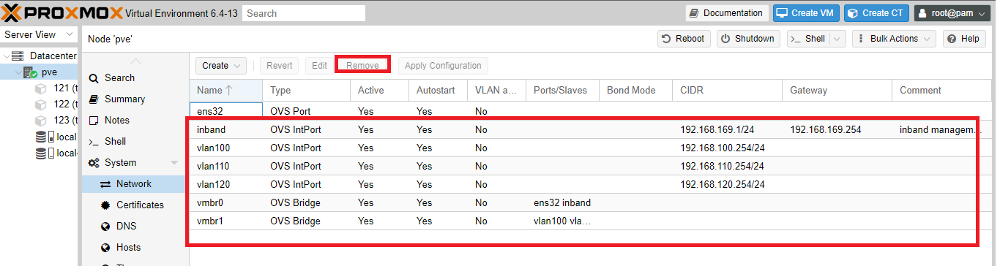 PROXMOX Virtual Environment 6.4-13 Search Documentation Create VM Create CT root@pam
Server View Node 'pve' Reboot Shutdown Shell Bulk Actions Help
Datacenter
pve
121 (t
122 (t
123 (t
local
local-
Search
Summary
Notes
Shell
System
Network
Certificates
DNS
Hosts
Create Revert Edit Remove Apply Configuration
Name Type Active Autostart VLAN a... Ports/Slaves Bond Mode CIDR Gateway Comment
ens32 OVS Port Yes Yes No
inband OVS IntPort Yes Yes No 192.168.169.1/24 192.168.169.254 inband managem...
vlan100 OVS IntPort Yes Yes No 192.168.100.254/24
vlan110 OVS IntPort Yes Yes No 192.168.110.254/24
vlan120 OVS IntPort Yes Yes No 192.168.120.254/24
vmbr0 OVS Bridge Yes Yes No ens32 inband
vmbr1 OVS Bridge Yes Yes No vlan100 vla...